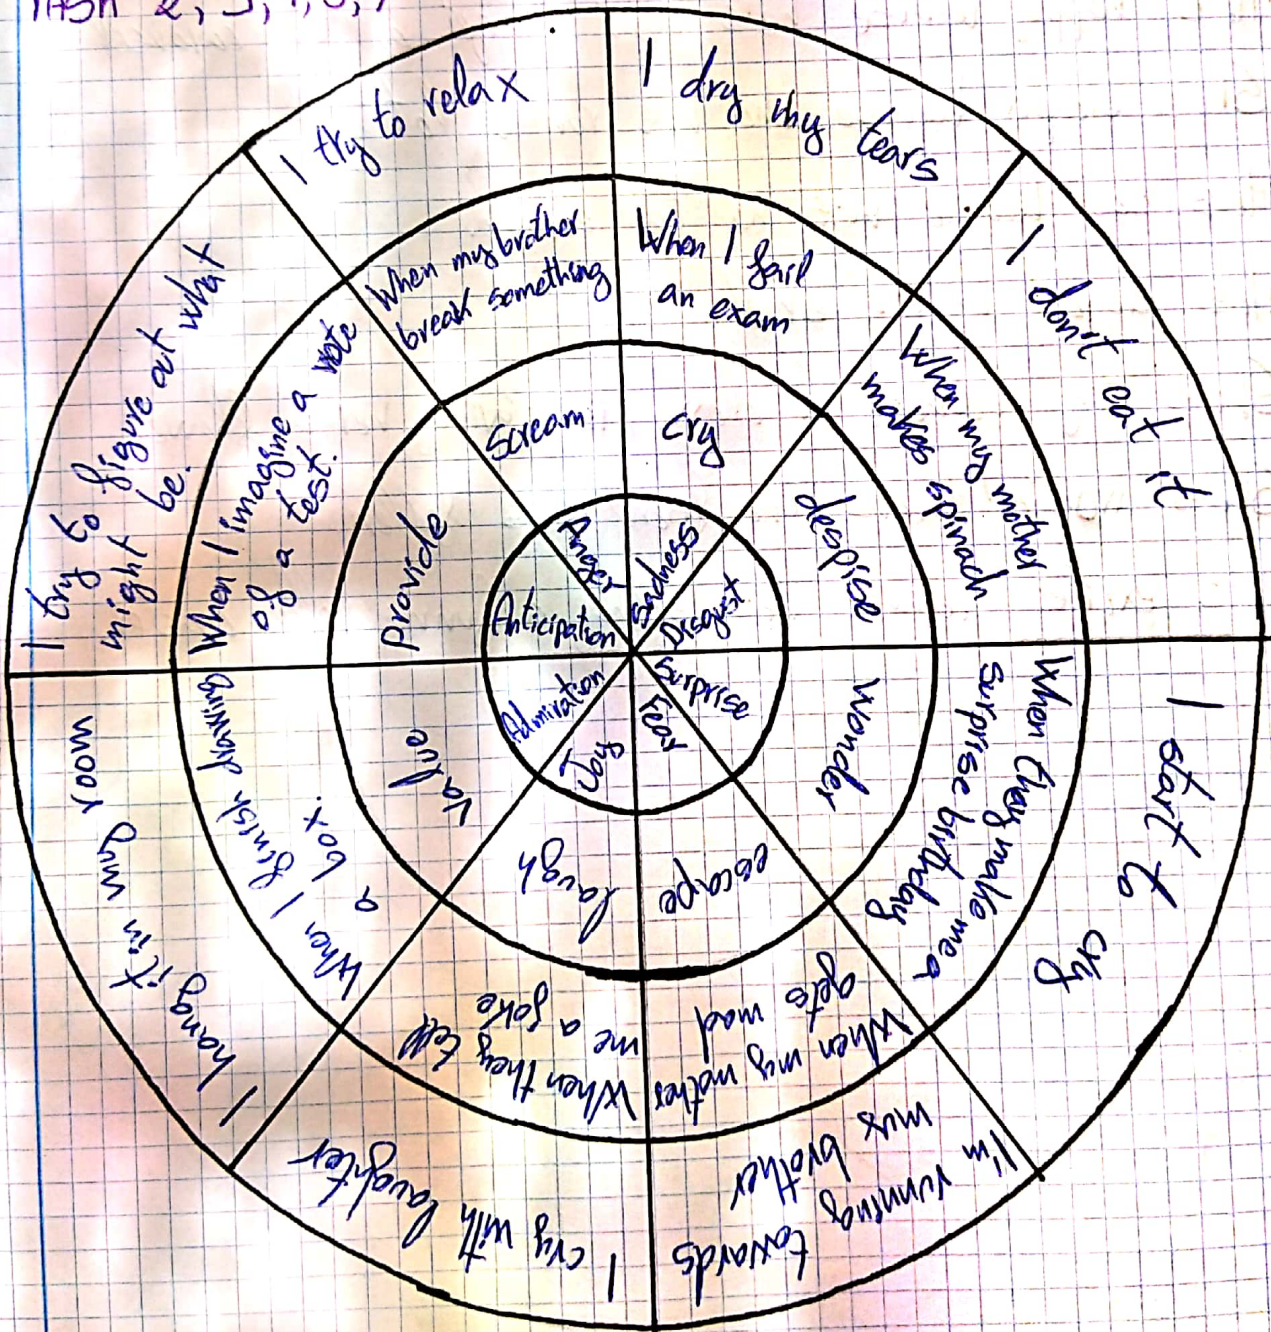 I try to relax
I dry my tears
I don't eat it
I start to
cry
I'm running
towards
mux brother
I cry with laughter
I hang it in mug room
I try to figure out what
might be.
When my brother
break something
When I fail
an exam
When my mother
makes spinach
When they make me a
surprise birthday
When my mother
gets mad
When they tell
me a joke
When I finish drawing
a box.
When I imagine a note
of a test.
scream
cry
despise
wonder
escape
laugh
value
provide
Anger
Sadness
Disgust
Surprise
Fear
Joy
Admiration
Anticipation